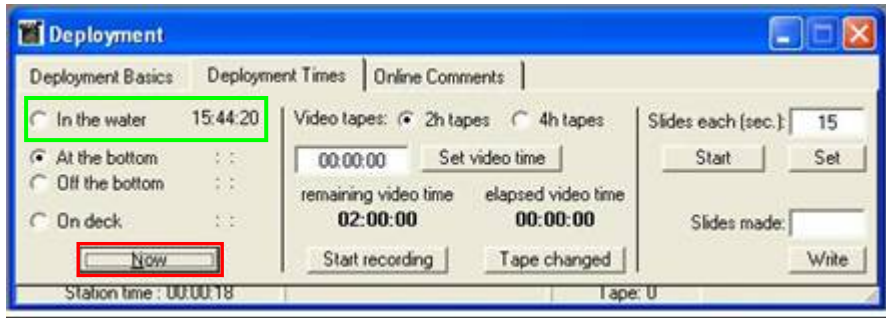 Deployment
Deployment Basics Deployment Times Online Comments
In the water 15:44:20 Video tapes: 2h tapes 4h tapes Slides each (sec.): 15
At the bottom : : 00:00:00 Set video time Start Set
Off the bottom : :
remaining video time elapsed video time
On deck : : 02:00:00 00:00:00 Slides made:
Now Start recording Tape changed Write
Station time : 00:00:18 Tape: 0